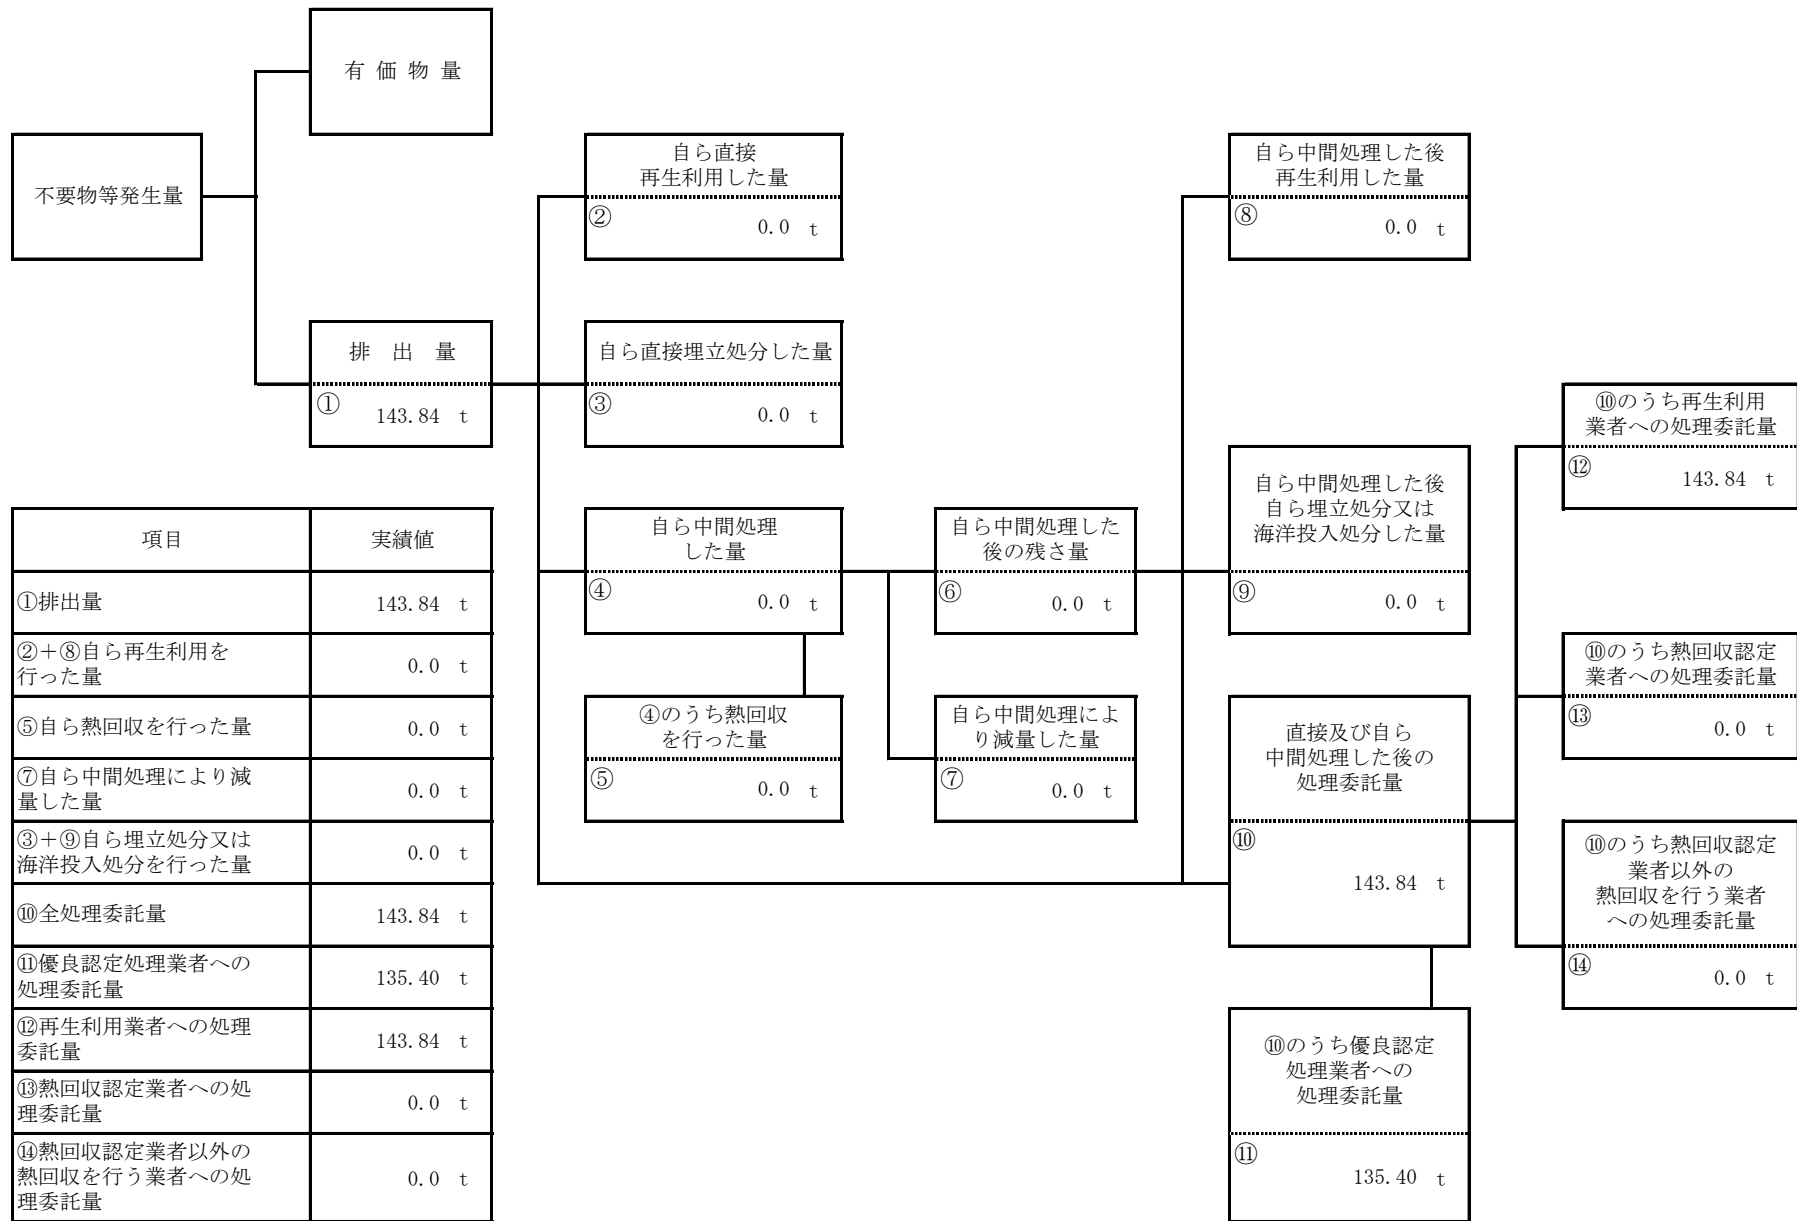 有 価 物 量
不要物等発生量
排 出 量
① 143.84 t
自ら直接
再生利用した量
② 0.0 t
自ら直接埋立処分した量
③ 0.0 t
自ら中間処理
した量
④ 0.0 t
④のうち熱回収
を行った量
⑤ 0.0 t
自ら中間処理した
後の残さ量
⑥ 0.0 t
自ら中間処理によ
り減量した量
⑦ 0.0 t
自ら中間処理した後
再生利用した量
⑧ 0.0 t
自ら中間処理した後
自ら埋立処分又は
海洋投入処分した量
⑨ 0.0 t
直接及び自ら
中間処理した後の
処理委託量
⑩
143.84 t
⑩のうち優良認定
処理業者への
処理委託量
⑪
135.40 t
⑩のうち再生利用
業者への処理委託量
⑫ 143.84 t
⑩のうち熱回収認定
業者への処理委託量
⑬ 0.0 t
⑩のうち熱回収認定
業者以外の
熱回収を行う業者
への処理委託量
⑭ 0.0 t
項目 実績値
①排出量 143.84 t
②+⑧自ら再生利用を
行った量 0.0 t
⑤自ら熱回収を行った量 0.0 t
⑦自ら中間処理により減
量した量 0.0 t
③+⑨自ら埋立処分又は
海洋投入処分を行った量 0.0 t
⑩全処理委託量 143.84 t
⑪優良認定処理業者への
処理委託量 135.40 t
⑫再生利用業者への処理
委託量 143.84 t
⑬熱回収認定業者への処
理委託量 0.0 t
⑭熱回収認定業者以外の
熱回収を行う業者への処
理委託量 0.0 t